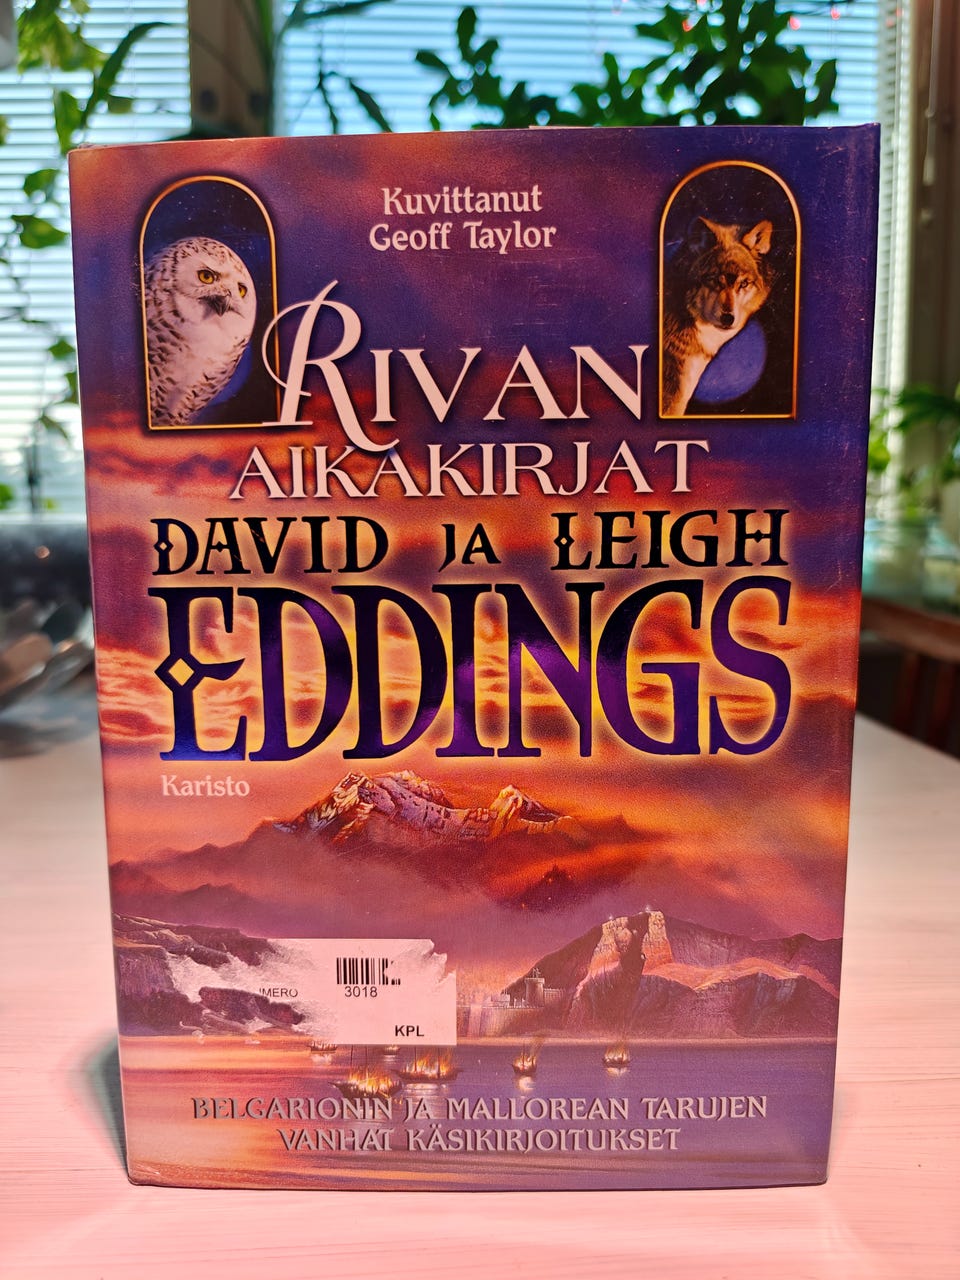 Kuvittanut
Geoff Taylor
RIVAN
AIKAKIRJAT
DAVID JA LEIGH
EDDINGS
Karisto
3018
KPL
BELGARIONIN JA MALLOREAN TARUJEN
VANHAT KÄSIKIRJOITUKSET